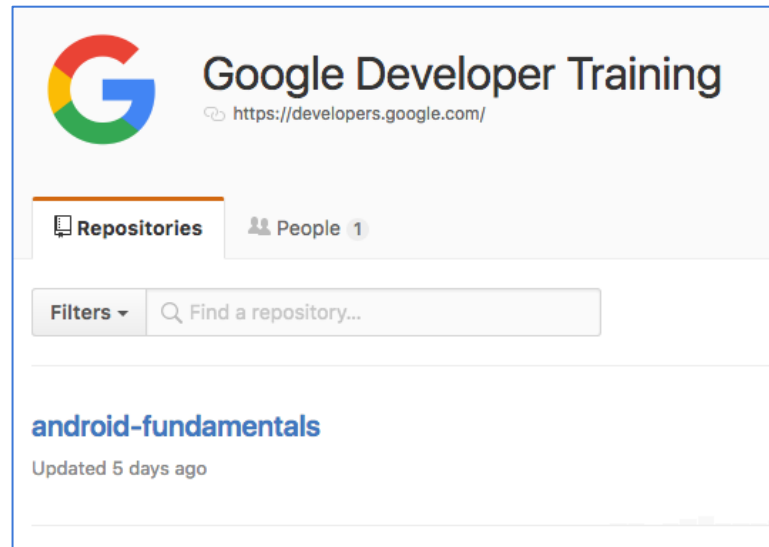 Google Developer Training
https://developers.google.com/
Repositories People 1
Filters Find a repository...
android-fundamentals
Updated 5 days ago